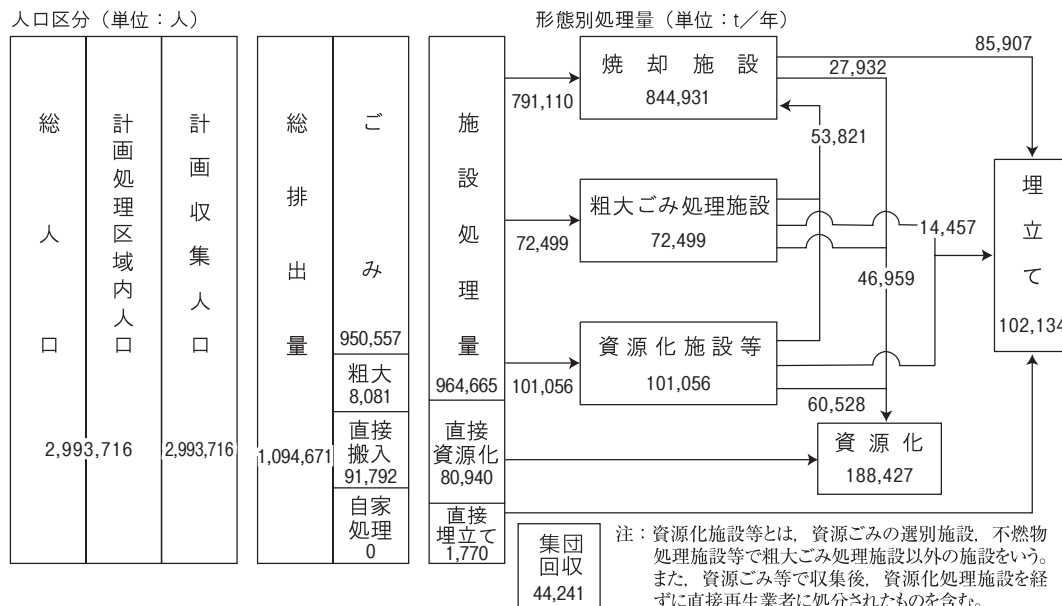 人口区分（単位：人）
総人口
計画処理区域内人口
2,993,716
計画収集人口
2,993,716
総排出量
1,094,671
ごみ
950,557
粗大
8,081
直接
搬入
91,792
自家
処理
0
形態別処理量（単位：t／年）
施設処理量
964,665
直接
資源化
80,940
直接
埋立て
1,770
791,110
焼却施設
844,931
85,907
27,932
53,821
72,499
粗大ごみ処理施設
72,499
14,457
46,959
101,056
資源化施設等
101,056
60,528
資源化
188,427
埋立て
102,134
集団
回収
44,241
注：資源化施設等とは，資源ごみの選別施設，不燃物
処理施設等で粗大ごみ処理施設以外の施設をいう。
また，資源ごみ等で収集後，資源化処理施設を経
ずに直接再生業者に処分されたものを含む。